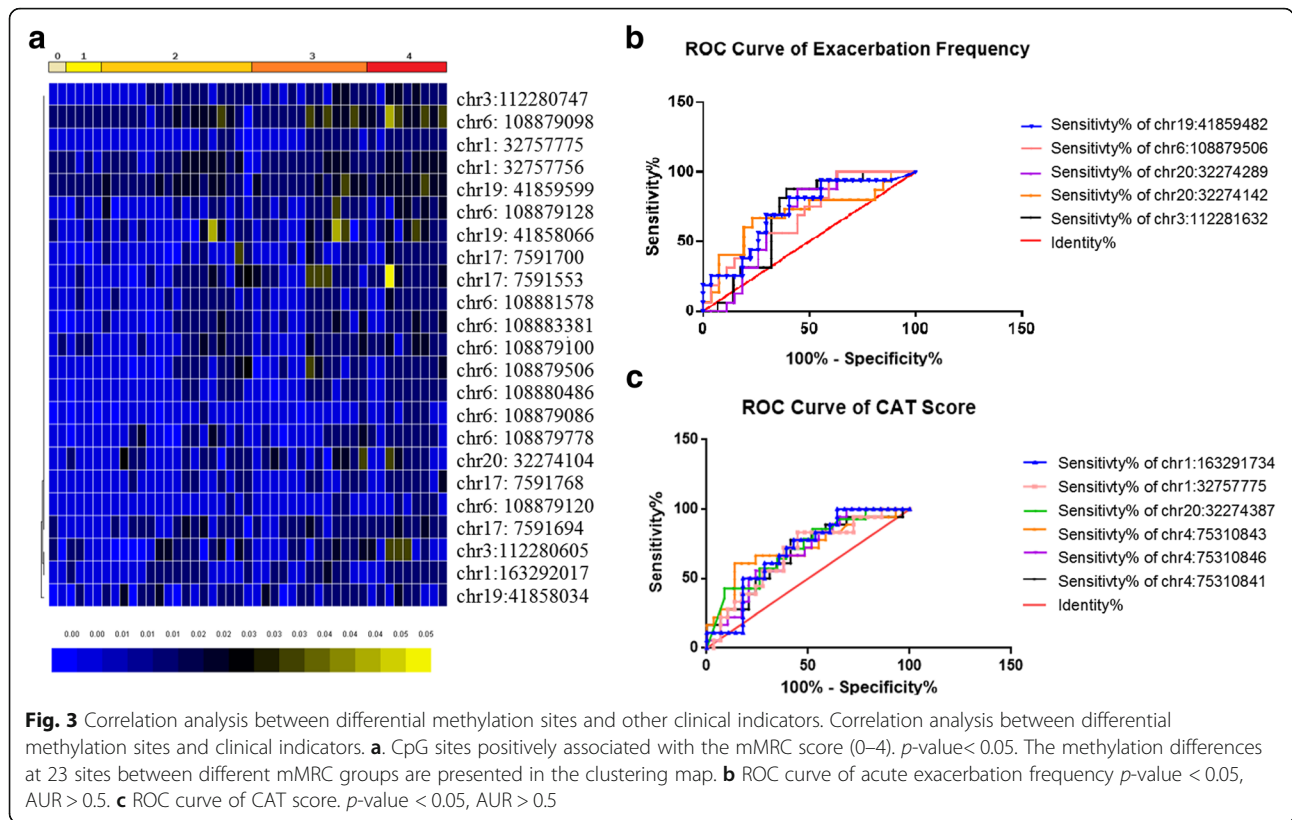 a
0 1 2 3 4
chr3:112280747
chr6: 108879098
chr1: 32757775
chr1: 32757756
chr19: 41859599
chr6: 108879128
chr19: 41858066
chr17: 7591700
chr17: 7591553
chr6: 108881578
chr6: 108883381
chr6: 108879100
chr6: 108879506
chr6: 108880486
chr6: 108879086
chr6: 108879778
chr20: 32274104
chr17: 7591768
chr6: 108879120
chr17: 7591694
chr3:112280605
chr1:163292017
chr19:41858034
0.00 0.00 0.01 0.01 0.01 0.02 0.02 0.02 0.03 0.03 0.04 0.04 0.05 0.05
b
ROC Curve of Exacerbation Frequency
150
100
50
0
Sensitivity%
0 50 100 150
100% - Specificity%
Sensitivty% of chr19:41859482
Sensitivty% of chr6:108879506
Sensitivty% of chr20:32274289
Sensitivty% of chr20:32274142
Sensitivty% of chr3:112281632
Identity%
c
ROC Curve of CAT Score
150
100
50
0
Sensitivity%
0 50 100 150
100% - Specificity%
Sensitivty% of chr1:163291734
Sensitivty% of chr1:32757775
Sensitivty% of chr20:32274387
Sensitivty% of chr4:75310843
Sensitivty% of chr4:75310846
Sensitivty% of chr4:75310841
Identity%
Fig. 3 Correlation analysis between differential methylation sites and other clinical indicators. Correlation analysis between differential
methylation sites and clinical indicators. a. CpG sites positively associated with the mMRC score (0–4). p-value< 0.05. The methylation differences
at 23 sites between different mMRC groups are presented in the clustering map. b ROC curve of acute exacerbation frequency p-value < 0.05,
AUR > 0.5. c ROC curve of CAT score. p-value < 0.05, AUR > 0.5